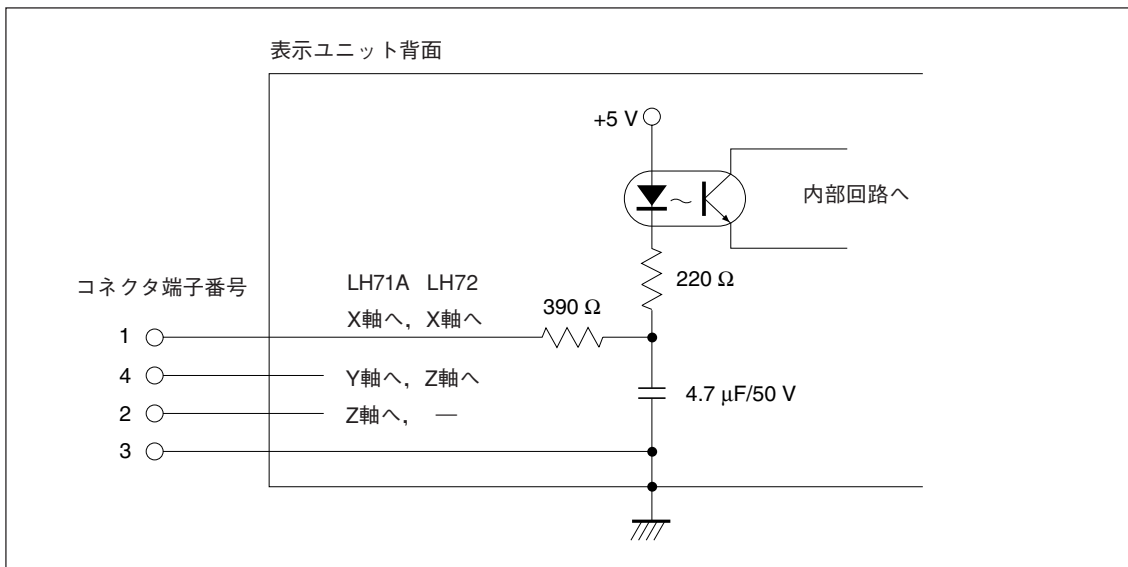 表示ユニット背面
+5 V
内部回路へ
220 Ω
コネクタ端子番号
LH71A LH72
X軸へ，X軸へ
390 Ω
1
4
Y軸へ，Z軸へ
4.7 μF/50 V
2
Z軸へ， —
3